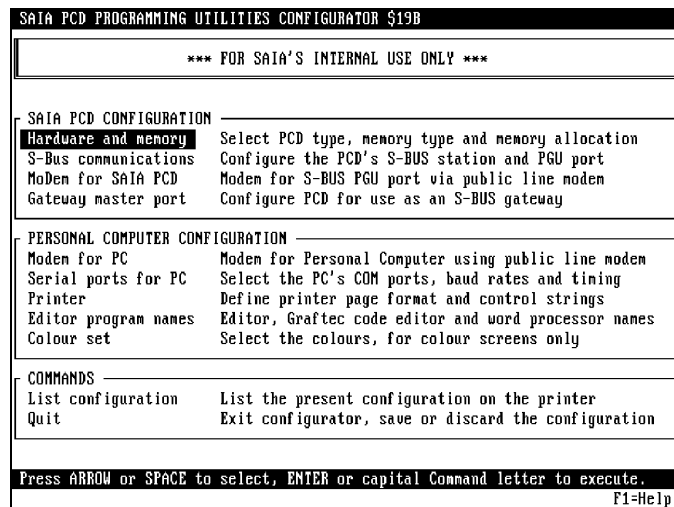 SAIA PCD PROGRAMMING UTILITIES CONFIGURATOR $19B
*** FOR SAIA'S INTERNAL USE ONLY ***
SAIA PCD CONFIGURATION
Hardware and memory Select PCD type, memory type and memory allocation
S-Bus communications Configure the PCD's S-BUS station and PGU port
MoDem for SAIA PCD Modem for S-BUS PGU port via public line modem
Gateway master port Configure PCD for use as an S-BUS gateway
PERSONAL COMPUTER CONFIGURATION
Modem for PC Modem for Personal Computer using public line modem
Serial ports for PC Select the PC's COM ports, baud rates and timing
Printer Define printer page format and control strings
Editor program names Editor, Graftec code editor and word processor names
Colour set Select the colours, for colour screens only
COMMANDS
List configuration List the present configuration on the printer
Quit Exit configurator, save or discard the configuration
Press ARROW or SPACE to select, ENTER or capital Command letter to execute.
F1=Help